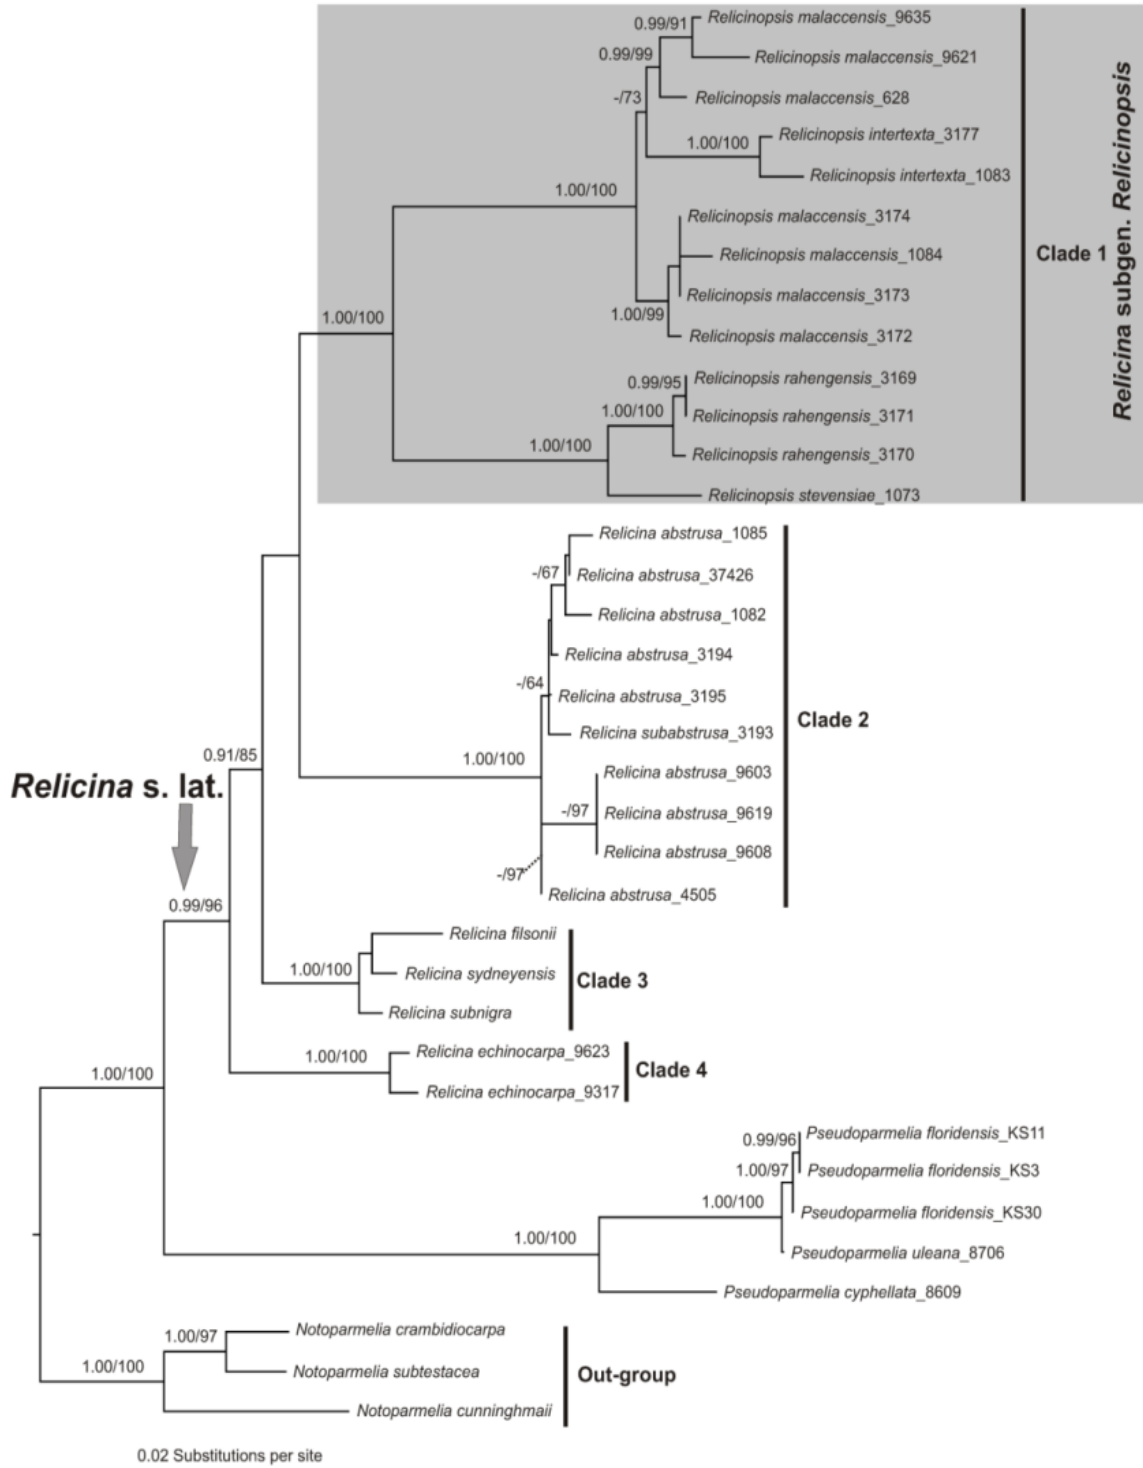 0.99/91
Relicinopsis malaccensis_9635
0.99/99
Relicinopsis malaccensis_9621
-/73
Relicinopsis malaccensis_628
1.00/100
Relicinopsis intertexta_3177
Relicinopsis intertexta_1083
1.00/100
Relicinopsis malaccensis_3174
Relicinopsis malaccensis_1084
Relicinopsis malaccensis_3173
1.00/99
Relicinopsis malaccensis_3172
Clade 1
Relicina subgen. Relicinopsis
1.00/100
0.99/95
Relicinopsis rahengensis_3169
1.00/100
Relicinopsis rahengensis_3171
1.00/100
Relicinopsis rahengensis_3170
Relicinopsis stevensiae_1073
Relicina abstrusa_1085
-/67
Relicina abstrusa_37426
Relicina abstrusa_1082
Relicina abstrusa_3194
-/64
Relicina abstrusa_3195
Relicina subabstrusa_3193
Clade 2
1.00/100
Relicina abstrusa_9603
-/97
Relicina abstrusa_9619
Relicina abstrusa_9608
-/97
Relicina abstrusa_4505
0.91/85
Relicina s. lat.
0.99/96
Relicina filsonii
1.00/100
Relicina sydneyensis
Clade 3
Relicina subnigra
1.00/100
Relicina echinocarpa_9623
Clade 4
Relicina echinocarpa_9317
1.00/100
0.99/96
Pseudoparmelia floridensis_KS11
1.00/97
Pseudoparmelia floridensis_KS3
1.00/100
Pseudoparmelia floridensis_KS30
1.00/100
Pseudoparmelia uleana_8706
Pseudoparmelia cyphellata_8609
1.00/97
Notoparmelia crambidiocarpa
1.00/100
Notoparmelia subtestacea
Out-group
Notoparmelia cunninghmaii
0.02 Substitutions per site